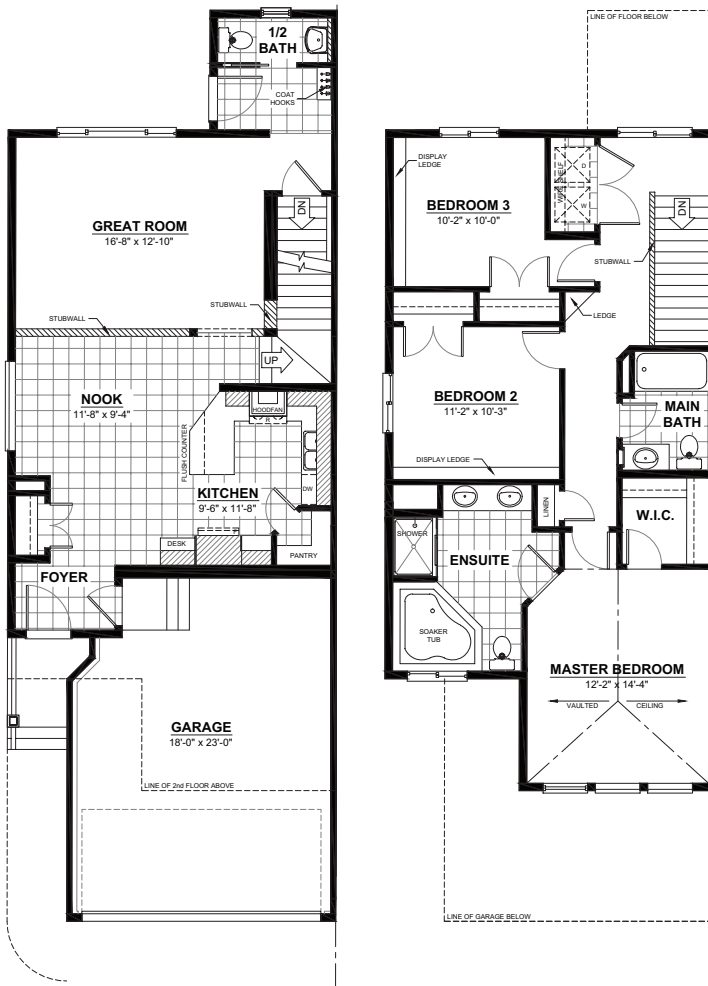 1/2
BATH
COAT
HOOKS
GREAT ROOM
16'-8" x 12'-10"
DN
STUBWALL
STUBWALL
UP
NOOK
11'-8" x 9'-4"
HOODFAN
FLUSH COUNTER
DW
KITCHEN
9'-6" x 11'-8"
DESK
PANTRY
FOYER
GARAGE
18'-0" x 23'-0"
LINE OF 2nd FLOOR ABOVE
LINE OF FLOOR BELOW
DISPLAY
LEDGE
BEDROOM 3
10'-2" x 10'-0"
D
W
DN
STUBWALL
LEDGE
BEDROOM 2
11'-2" x 10'-3"
DISPLAY LEDGE
MAIN
BATH
LINEN
W.I.C.
SHOWER
ENSUITE
SOAKER
TUB
MASTER BEDROOM
12'-2" x 14'-4"
VAULTED
CEILING
LINE OF GARAGE BELOW